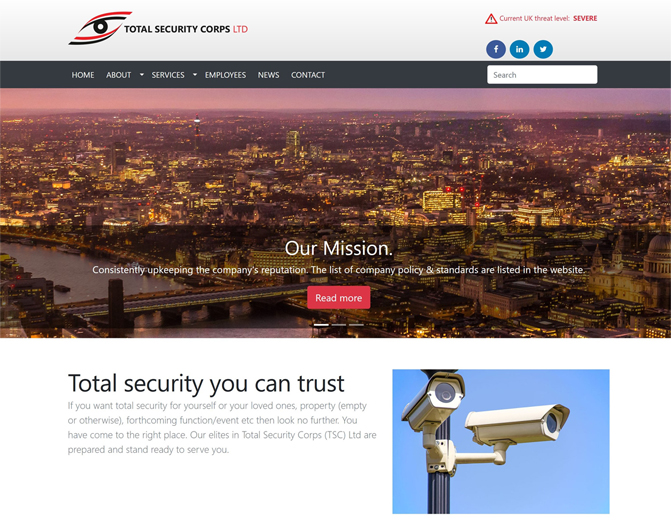 TOTAL SECURITY CORPS LTD
Current UK threat level: SEVERE
HOME ABOUT SERVICES EMPLOYEES NEWS CONTACT
Search
Our Mission.
Consistently upkeeping the company's reputation. The list of company policy & standards are listed in the website.
Read more
Total security you can trust
If you want total security for yourself or your loved ones, property (empty
or otherwise), forthcoming function/event etc then look no further. You
have come to the right place. Our elites in Total Security Corps (TSC) Ltd are
prepared and stand ready to serve you.